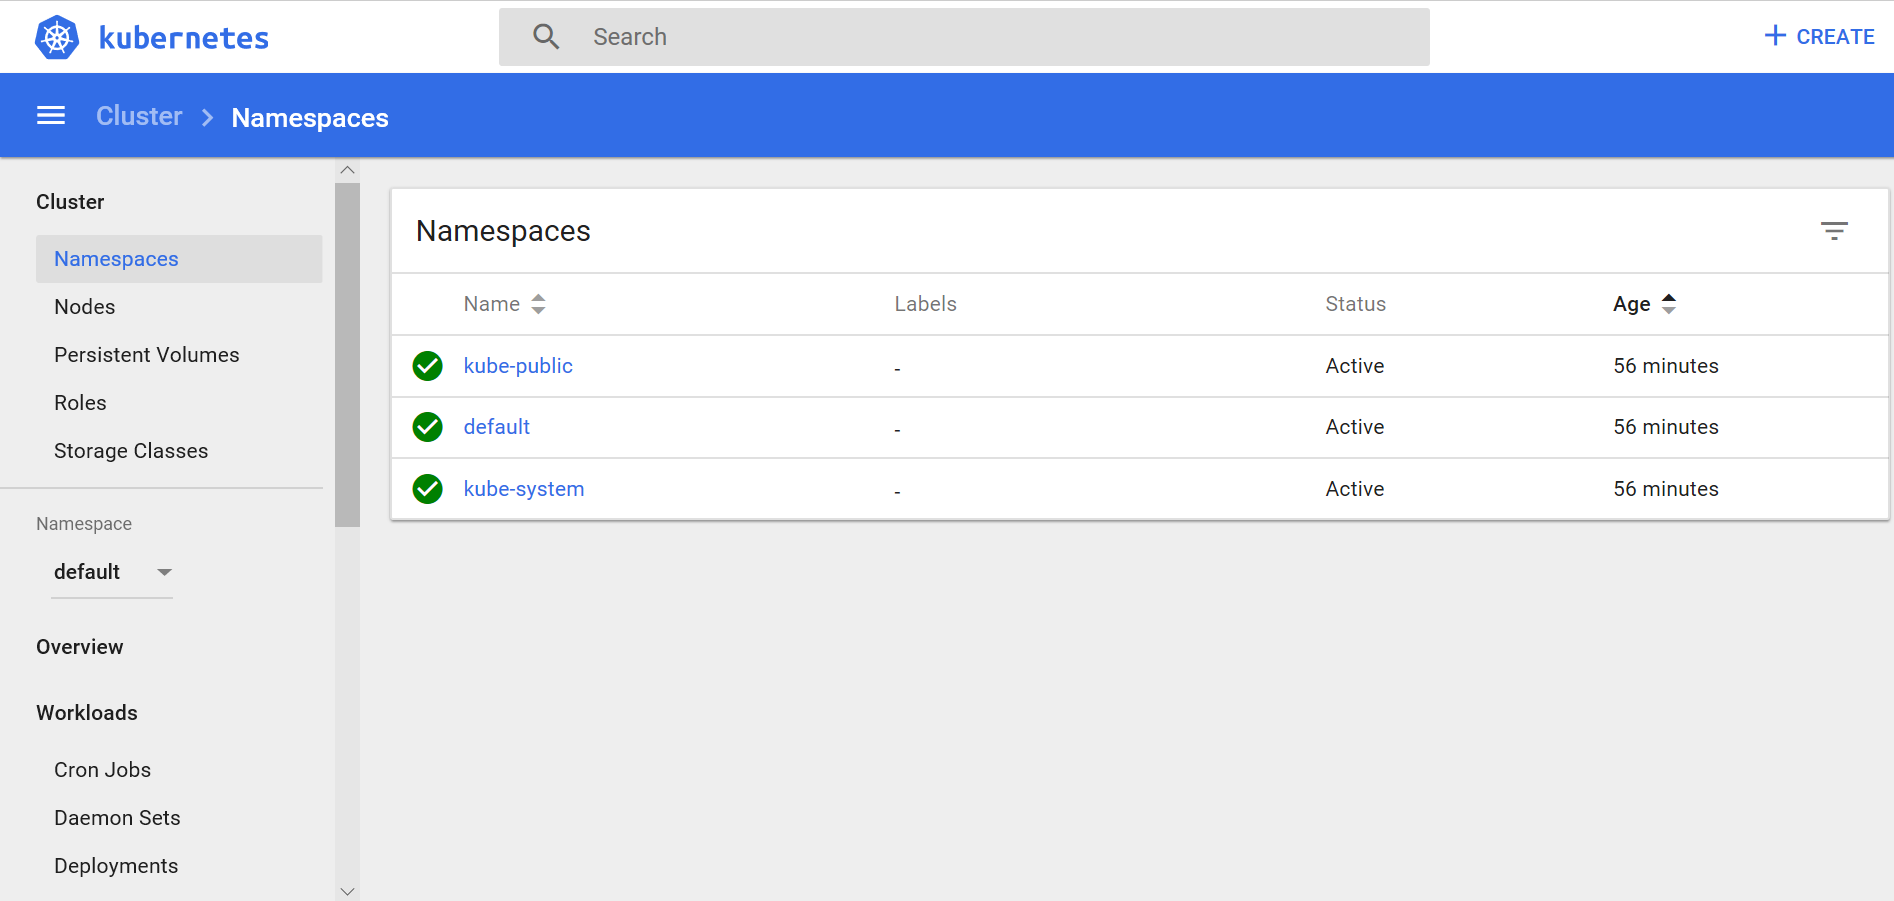 kubernetes
Search
+ CREATE
Cluster > Namespaces
Cluster
Namespaces
Nodes
Persistent Volumes
Roles
Storage Classes
Namespace
default
Overview
Workloads
Cron Jobs
Daemon Sets
Deployments
Namespaces
Name Labels Status Age
kube-public - Active 56 minutes
default - Active 56 minutes
kube-system - Active 56 minutes